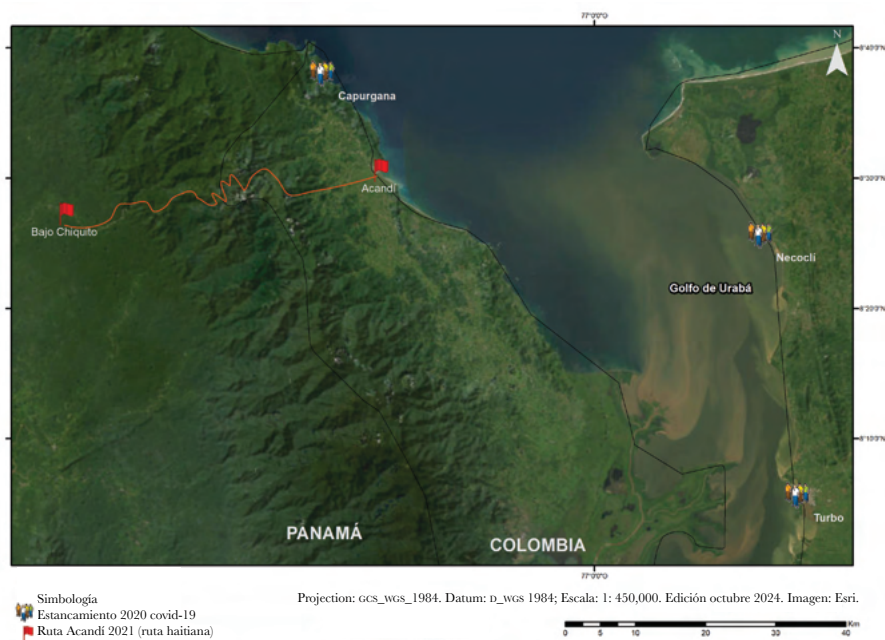 77°0'0"N
8°40'0"N
N
Capurgana
Acandí
8°30'0"N
Bajo Chiquito
Necoclí
Golfo de Urabá
8°20'0"N
8°10'0"N
Turbo
PANAMÁ
COLOMBIA
77°0'0"N
Simbología
Estancamiento 2020 covid-19
Ruta Acandí 2021 (ruta haitiana)
Projection: GCS_WGS_1984. Datum: D_WGS 1984; Escala: 1: 450,000. Edición octubre 2024. Imagen: Esri.
Km
0 5 10 20 30 40